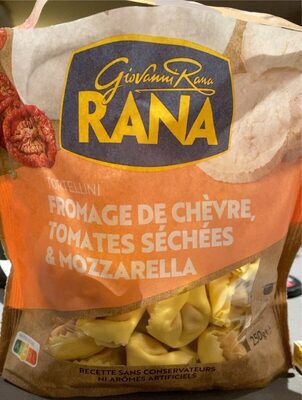 Giovanni Rana
RANA
TORTELLINI
FROMAGE DE CHÈVRE,
TOMATES SÉCHÉES
& MOZZARELLA
250g
RECETTE SANS CONSERVATEURS
NI ARÔMES ARTIFICIELS